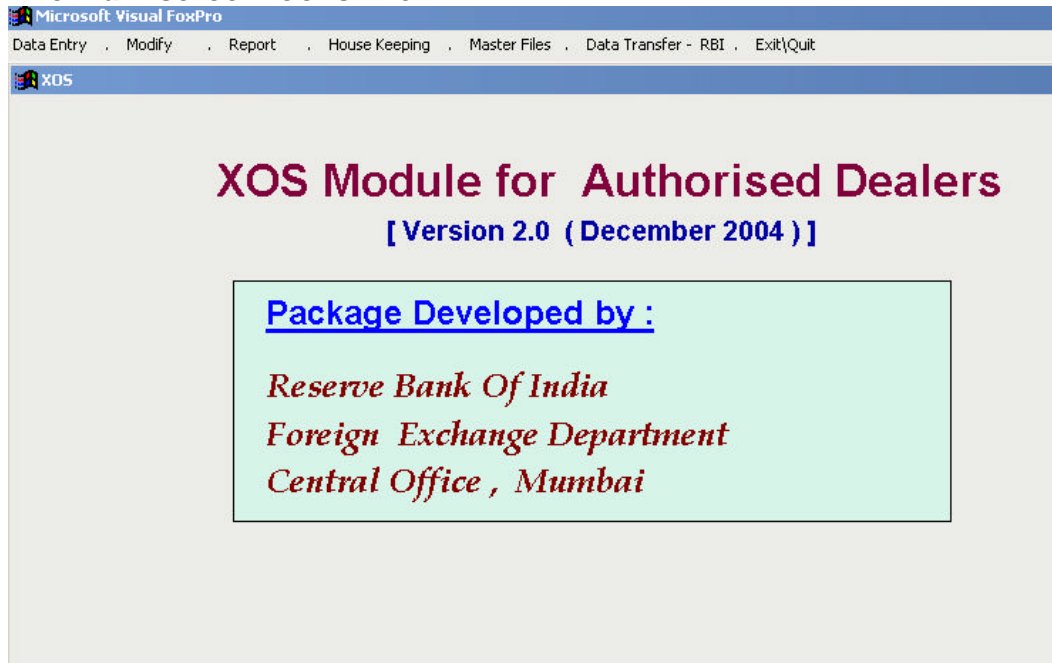 Microsoft Visual FoxPro
Data Entry . Modify . Report . House Keeping . Master Files . Data Transfer - RBI . Exit\Quit
XOS
XOS Module for Authorised Dealers
[ Version 2.0 ( December 2004 ) ]
Package Developed by :
Reserve Bank Of India
Foreign Exchange Department
Central Office , Mumbai